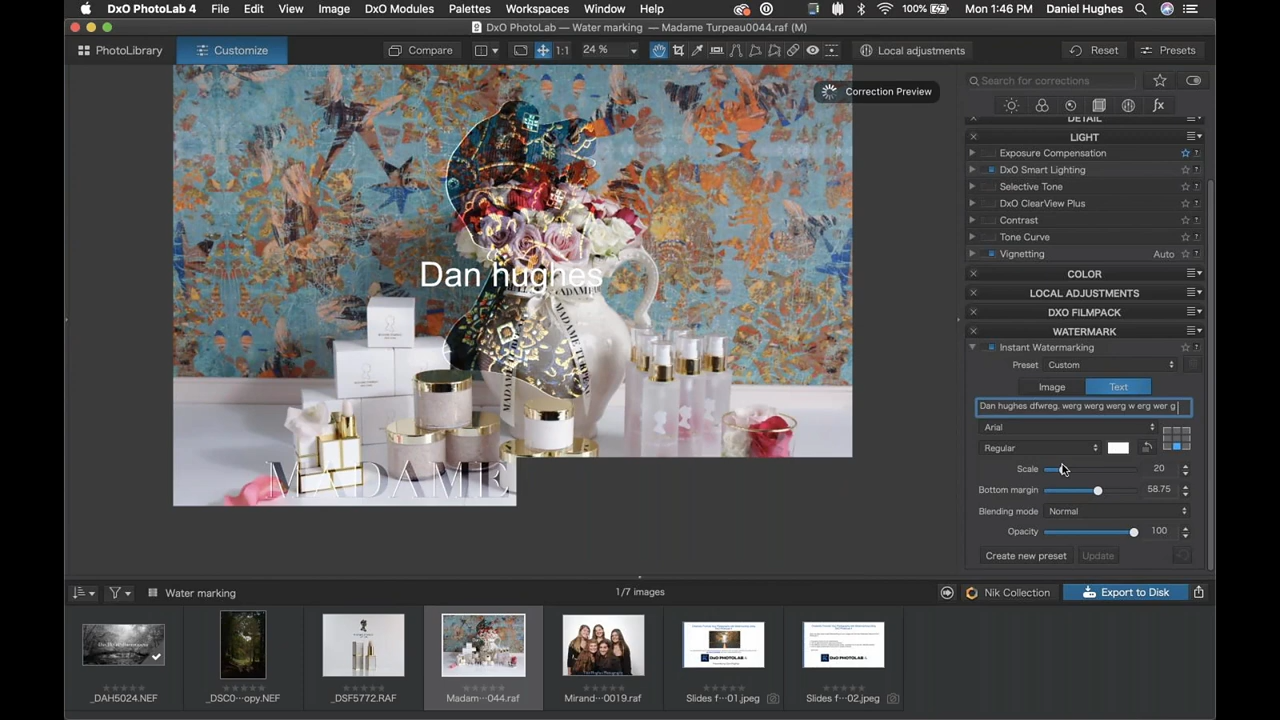 DxO PhotoLab 4 File Edit View Image DxO Modules Palettes Workspaces Window Help 100% Mon 1:46 PM Daniel Hughes
DxO PhotoLab — Water marking — Madame Turpeau0044.raf (M)
PhotoLibrary Customize Compare 1:1 24 % Local adjustments Reset Presets
Correction Preview
Search for corrections
DETAIL
LIGHT
Exposure Compensation
DxO Smart Lighting
Selective Tone
DxO ClearView Plus
Contrast
Tone Curve
Vignetting Auto
COLOR
LOCAL ADJUSTMENTS
DXO FILMPACK
WATERMARK
Instant Watermarking
Preset Custom
Image Text
Dan hughes dfwreg. werg werg werg w erg wer g
Arial
Regular
Scale 20
Bottom margin 58.75
Blending mode Normal
Opacity 100
Create new preset Update
Dan hughes
MADAME
Water marking 1/7 images Nik Collection Export to Disk
_DAH5024.NEF _DSC0···opy.NEF _DSF5772.RAF Madam···044.raf Mirand···0019.raf Slides f···01.jpeg Slides f···02.jpeg
DxO PHOTOLAB DxO PHOTOLAB